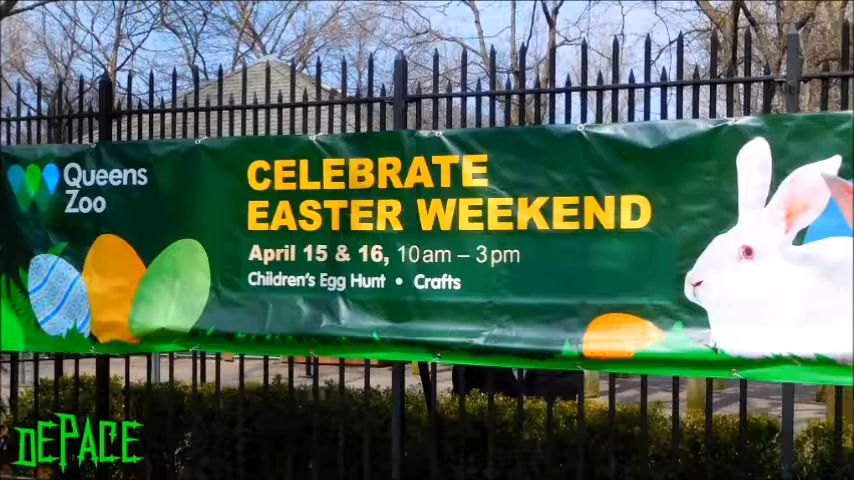 Queens
Zoo
CELEBRATE
EASTER WEEKEND
April 15 & 16, 10am – 3pm
Children's Egg Hunt • Crafts
DEPACE